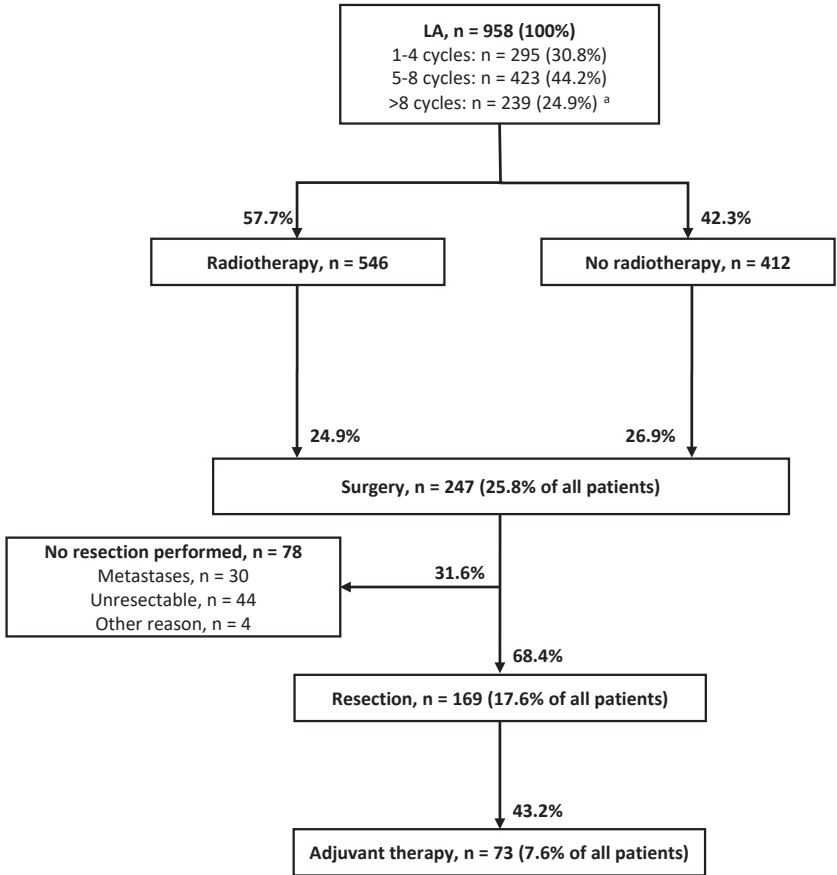 LA, n = 958 (100%)
1-4 cycles: n = 295 (30.8%)
5-8 cycles: n = 423 (44.2%)
>8 cycles: n = 239 (24.9%) ᵃ
57.7%
42.3%
Radiotherapy, n = 546
No radiotherapy, n = 412
24.9%
26.9%
Surgery, n = 247 (25.8% of all patients)
No resection performed, n = 78
Metastases, n = 30
Unresectable, n = 44
Other reason, n = 4
31.6%
68.4%
Resection, n = 169 (17.6% of all patients)
43.2%
Adjuvant therapy, n = 73 (7.6% of all patients)